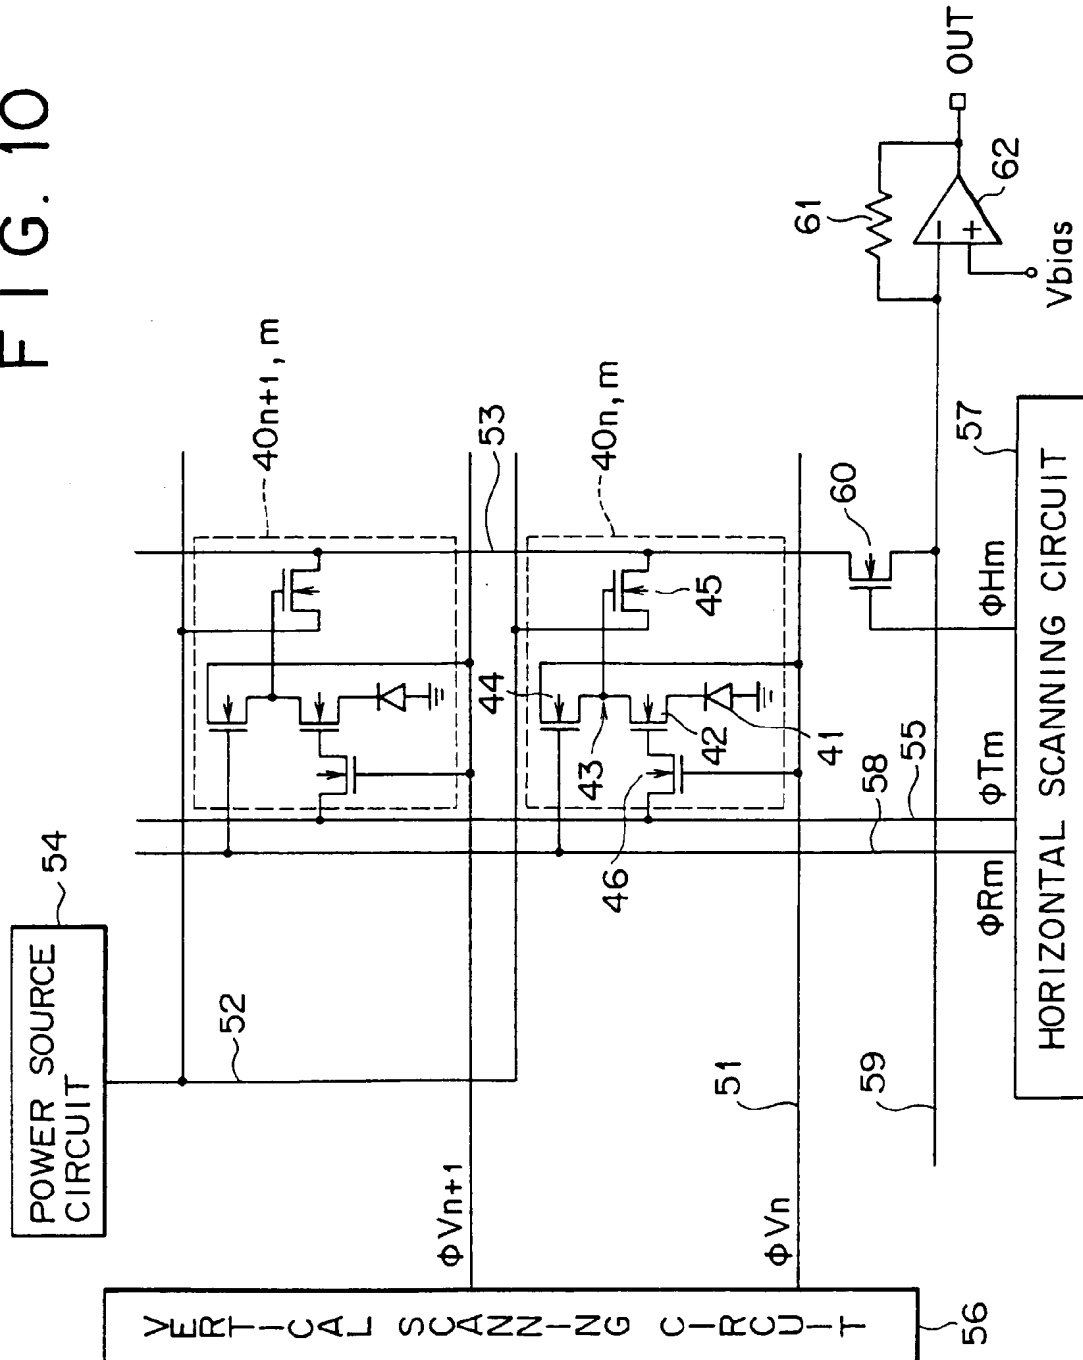 FIG. 10
POWER SOURCE
CIRCUIT
54
52
40n+1, m
53
40n, m
44
43
45
42
41
46
58
55
60
57
61
62
OUT
Vbias
ΦVn+1
ΦVn
51
59
ΦRm
ΦTm
ΦHm
VERTICAL SCANNING CIRCUIT
56
HORIZONTAL SCANNING CIRCUIT
−
+